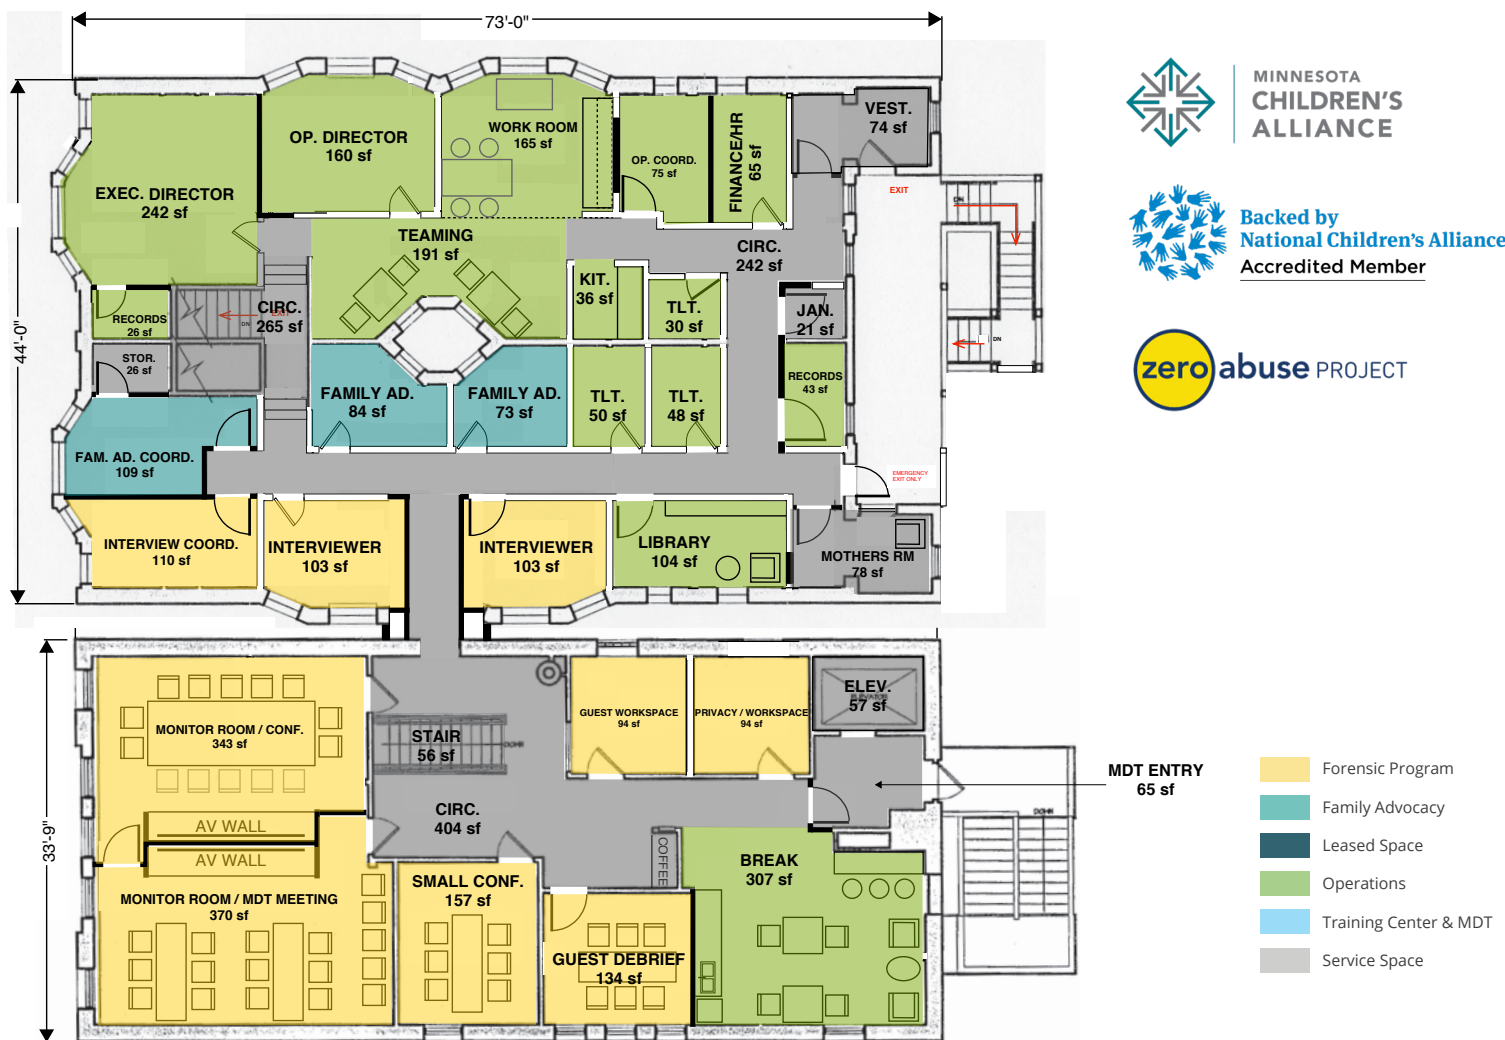 73'-0"
44'-0"
EXEC. DIRECTOR
242 sf
OP. DIRECTOR
160 sf
WORK ROOM
165 sf
OP. COORD.
75 sf
FINANCE/HR
65 sf
VEST.
74 sf
EXIT
DN
TEAMING
191 sf
CIRC.
242 sf
KIT.
36 sf
TLT.
30 sf
JAN.
21 sf
RECORDS
26 sf
DN
EXIT
CIRC.
265 sf
STOR.
26 sf
DN
FAMILY AD.
84 sf
FAMILY AD.
73 sf
TLT.
50 sf
TLT.
48 sf
RECORDS
43 sf
FAM. AD. COORD.
109 sf
EMERGENCY
EXIT ONLY
INTERVIEW COORD.
110 sf
INTERVIEWER
103 sf
INTERVIEWER
103 sf
LIBRARY
104 sf
MOTHERS RM
78 sf
33'-9"
MONITOR ROOM / CONF.
343 sf
AV WALL
AV WALL
MONITOR ROOM / MDT MEETING
370 sf
STAIR
56 sf
DOWN
CIRC.
404 sf
GUEST WORKSPACE
94 sf
PRIVACY / WORKSPACE
94 sf
ELEV.
ELEVATOR
57 sf
MDT ENTRY
65 sf
DOWN
SMALL CONF.
157 sf
GUEST DEBRIEF
134 sf
COFFEE
BREAK
307 sf
MINNESOTA
CHILDREN'S
ALLIANCE
Backed by
National Children's Alliance
Accredited Member
zero abuse PROJECT
Forensic Program
Family Advocacy
Leased Space
Operations
Training Center & MDT
Service Space